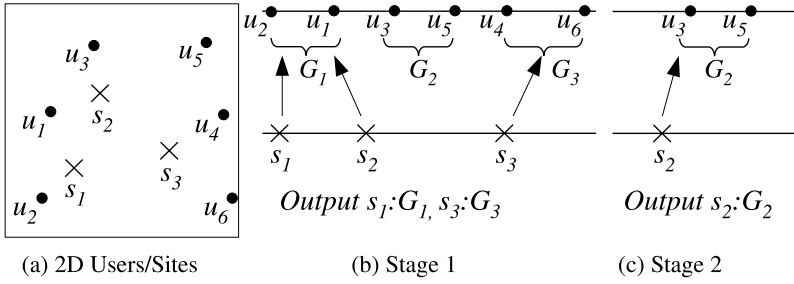 u3
u5
s2
u1
u4
s1
s3
u2
u6
(a) 2D Users/Sites
u2 u1 u3 u5 u4 u6
G1 G2 G3
s1 s2 s3
Output s1:G1, s3:G3
(b) Stage 1
u3 u5
G2
s2
Output s2:G2
(c) Stage 2